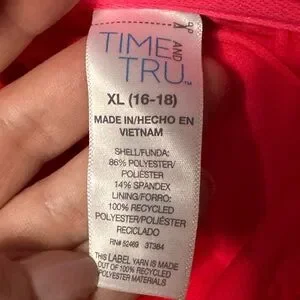 TIME AND
TRU™
XL (16-18)
MADE IN/HECHO EN
VIETNAM
SHELL/FUNDA:
86% POLYESTER/
POLIÉSTER
14% SPANDEX
LINING/FORRO:
100% RECYCLED
POLYESTER/POLIÉSTER
RECICLADO
RN# 52469 3T384
THIS LABEL YARN IS MADE
OUT OF 100% RECYCLED
POLYESTER MATERIALS